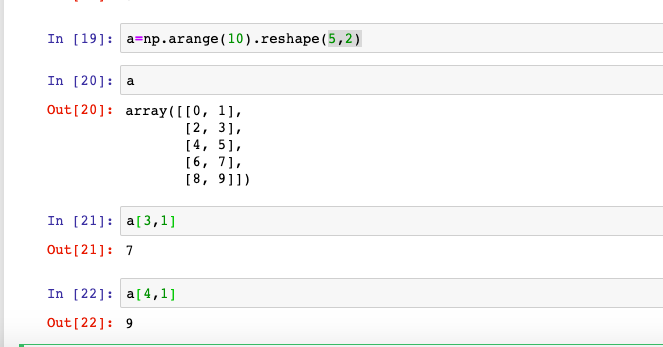 In [19]: a=np.arange(10).reshape(5,2)
In [20]: a
Out[20]: array([[0, 1],
[2, 3],
[4, 5],
[6, 7],
[8, 9]])
In [21]: a[3,1]
Out[21]: 7
In [22]: a[4,1]
Out[22]: 9